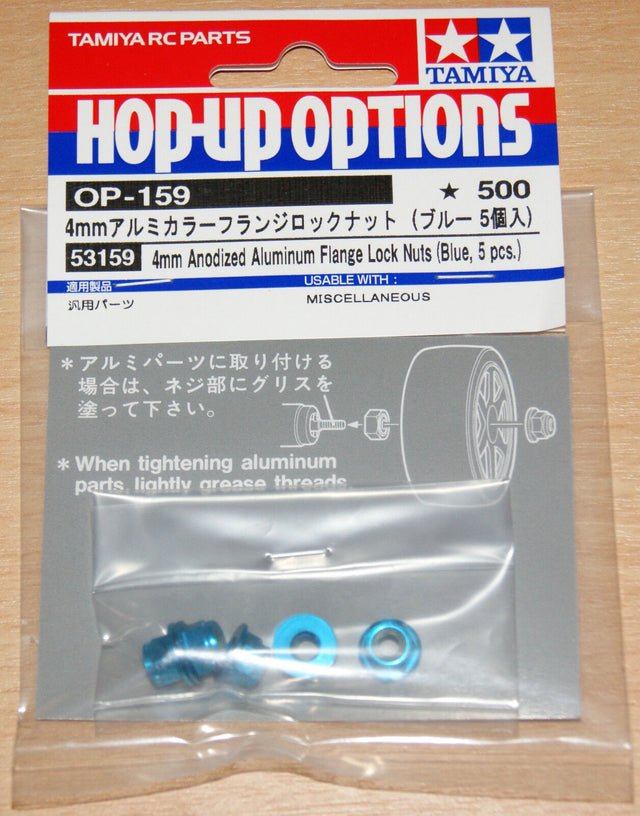 TAMIYA RC PARTS
TAMIYA
HOP-UP OPTIONS
OP-159
★ 500
4mmアルミカラーフランジロックナット (ブルー 5個入)
53159 4mm Anodized Aluminum Flange Lock Nuts (Blue, 5 pcs.)
適用製品
USABLE WITH :
汎用パーツ
MISCELLANEOUS
*アルミパーツに取り付ける
場合は、ネジ部にグリスを
塗って下さい。
* When tightening aluminum
parts, lightly grease threads.